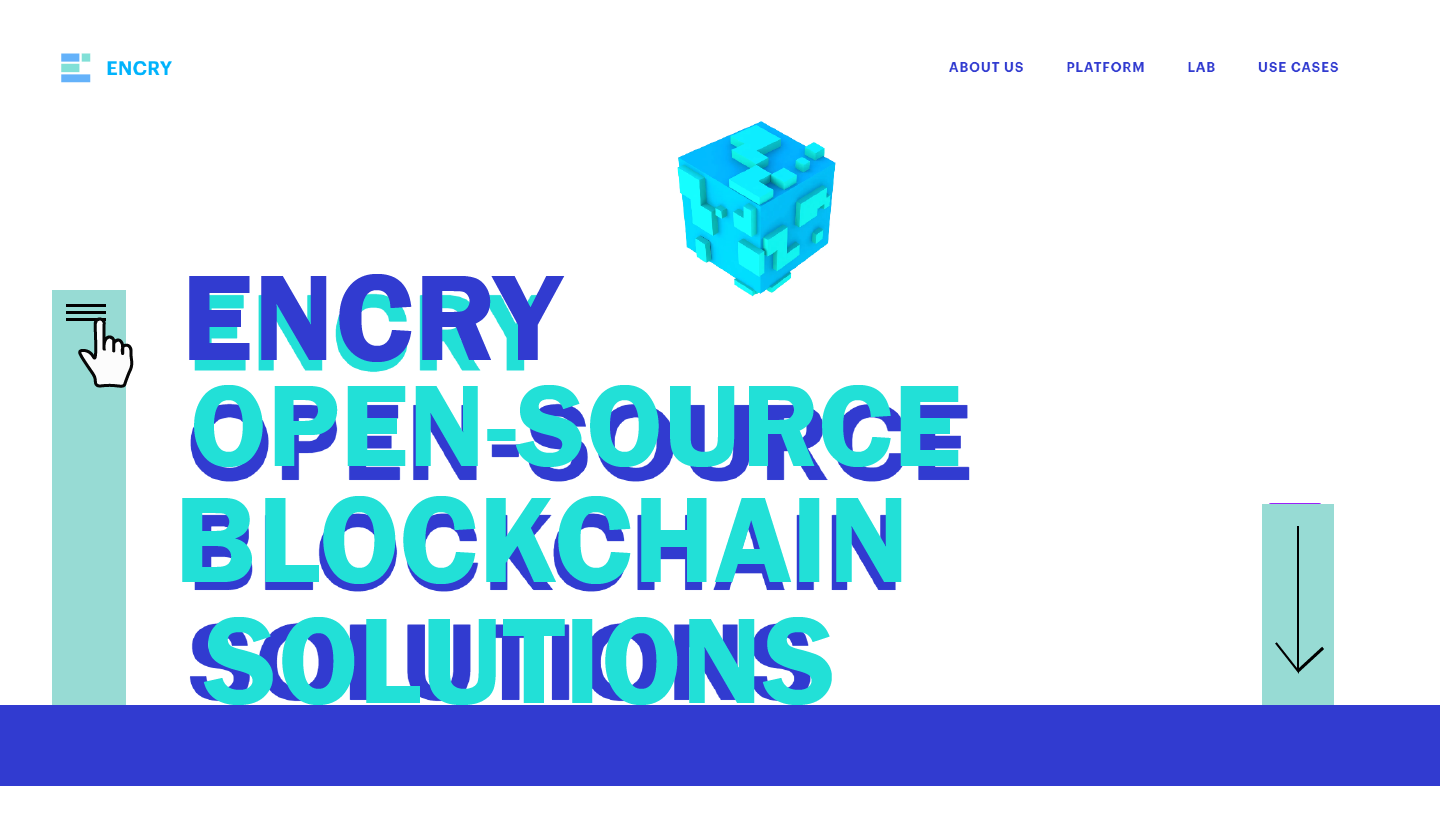 ENCRY
ABOUT US PLATFORM LAB USE CASES
ENCRY
OPEN-SOURCE
BLOCKCHAIN
SOLUTIONS